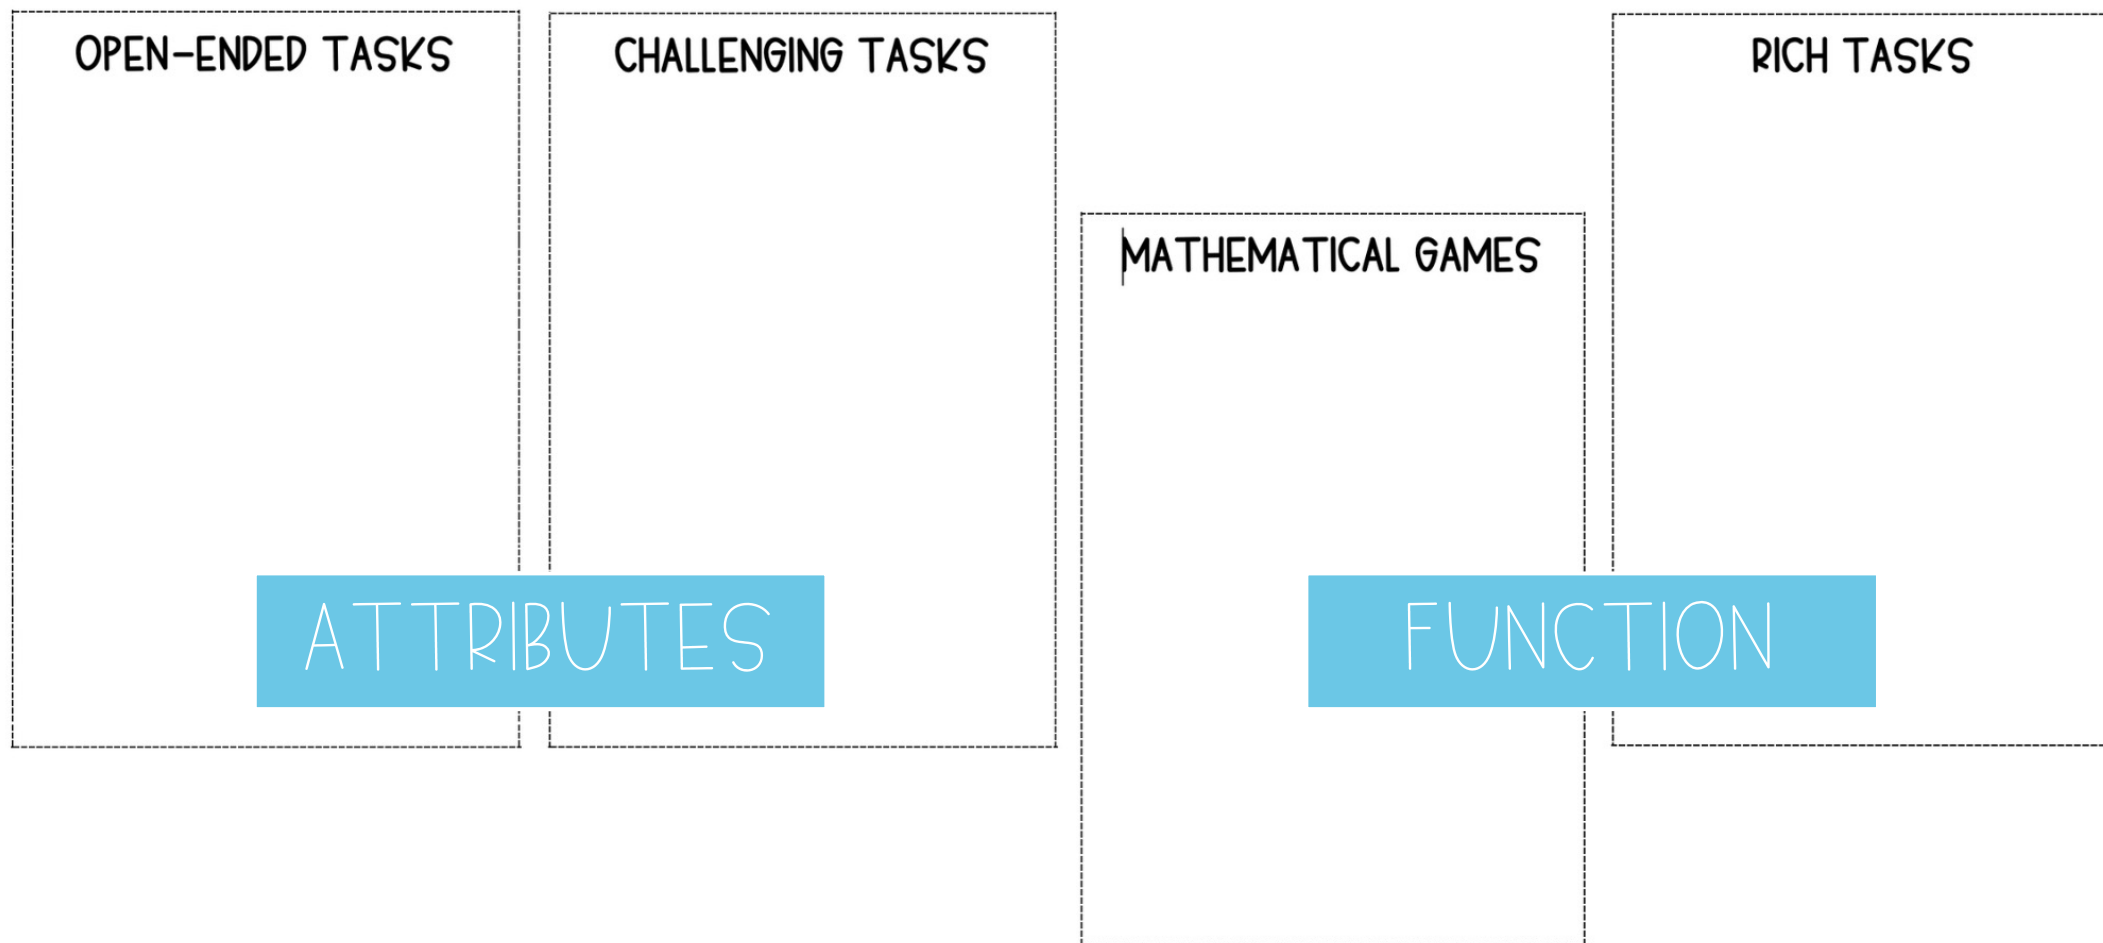 OPEN-ENDED TASKS
CHALLENGING TASKS
RICH TASKS
MATHEMATICAL GAMES
ATTRIBUTES
FUNCTION